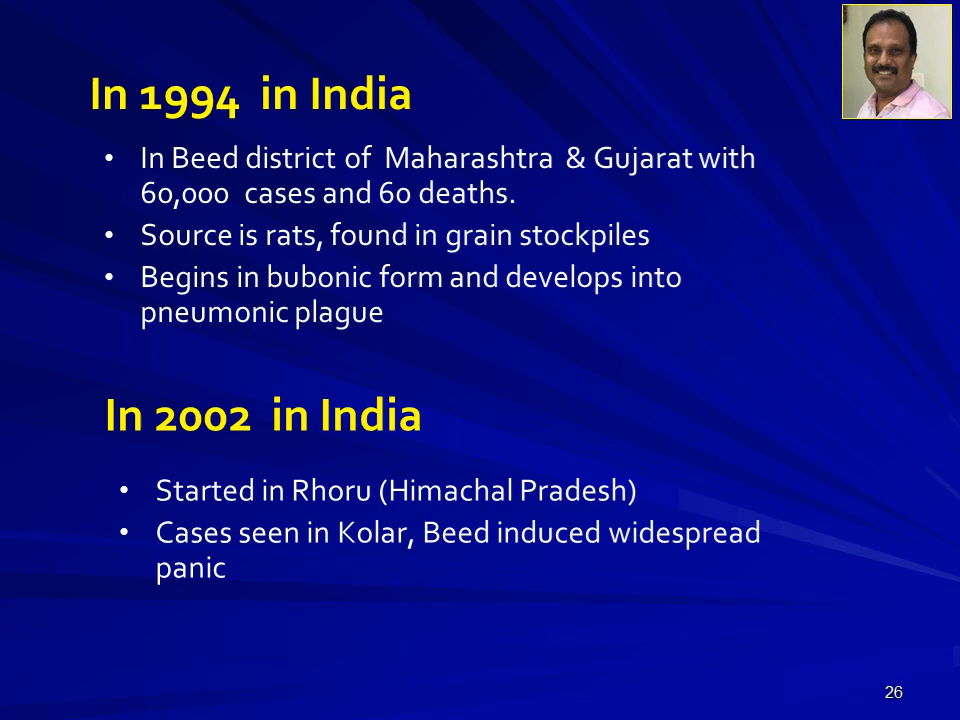 In 1994 in India
• In Beed district of Maharashtra & Gujarat with
60,000 cases and 60 deaths.
• Source is rats, found in grain stockpiles
• Begins in bubonic form and develops into
pneumonic plague
In 2002 in India
• Started in Rhoru (Himachal Pradesh)
• Cases seen in Kolar, Beed induced widespread
panic
26